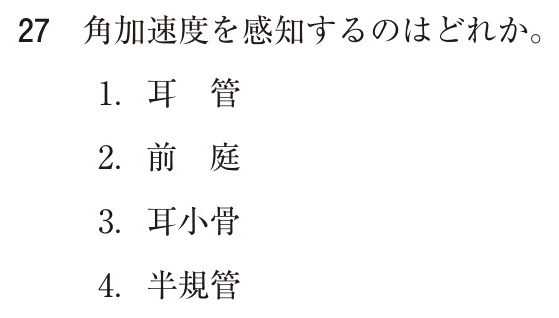 27　角加速度を感知するのはどれか。
1.　耳　管
2.　前　庭
3.　耳小骨
4.　半規管